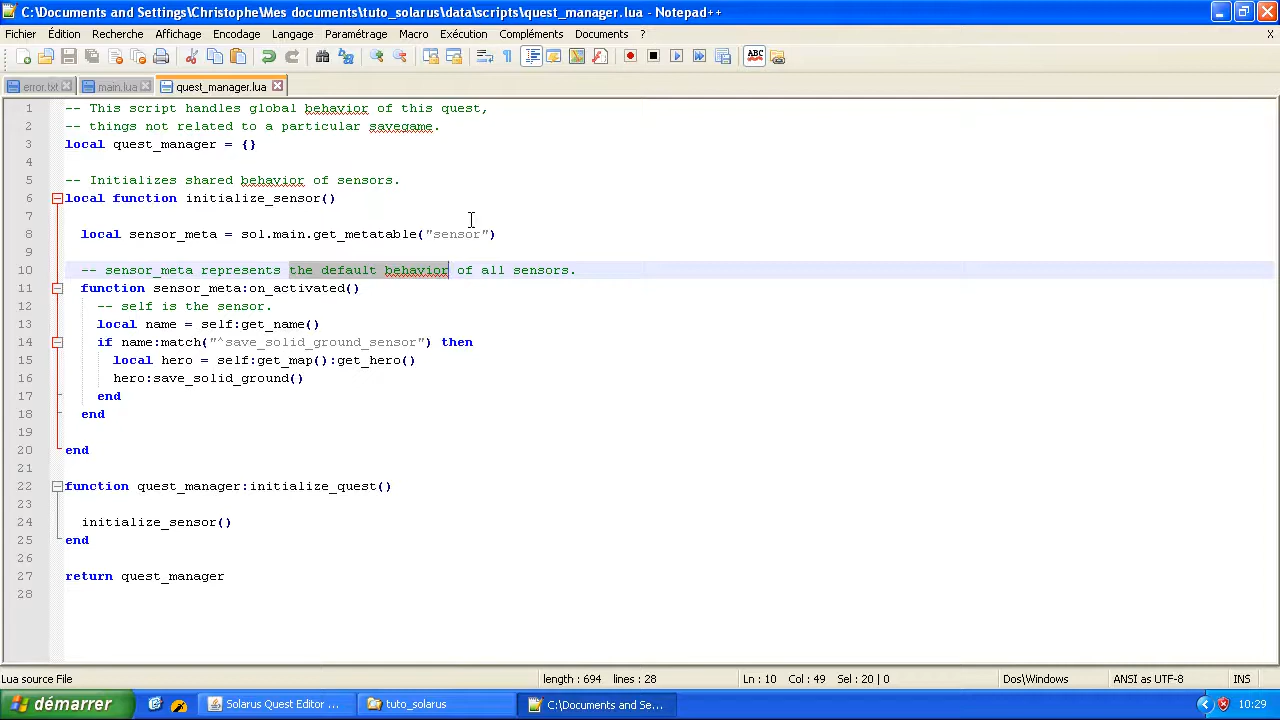 C:\Documents and Settings\Christophe\Mes documents\tuto_solarus\data\scripts\quest_manager.lua - Notepad++
Fichier Édition Recherche Affichage Encodage Langage Paramétrage Macro Exécution Compléments Documents ? X
ABC
error.txt main.lua quest_manager.lua
1 -- This script handles global behavior of this quest,
2 -- things not related to a particular savegame.
3 local quest_manager = {}
4
5 -- Initializes shared behavior of sensors.
6 local function initialize_sensor()
7
8 local sensor_meta = sol.main.get_metatable("sensor")
9
10 -- sensor_meta represents the default behavior of all sensors.
11 function sensor_meta:on_activated()
12 -- self is the sensor.
13 local name = self:get_name()
14 if name:match("^save_solid_ground_sensor") then
15 local hero = self:get_map():get_hero()
16 hero:save_solid_ground()
17 end
18 end
19
20 end
21
22 function quest_manager:initialize_quest()
23
24 initialize_sensor()
25 end
26
27 return quest_manager
28
Lua source File length : 694 lines : 28 Ln : 10 Col : 49 Sel : 20 | 0 Dos\Windows ANSI as UTF-8 INS
démarrer Solarus Quest Editor ... tuto_solarus C:\Documents and Se... 10:29